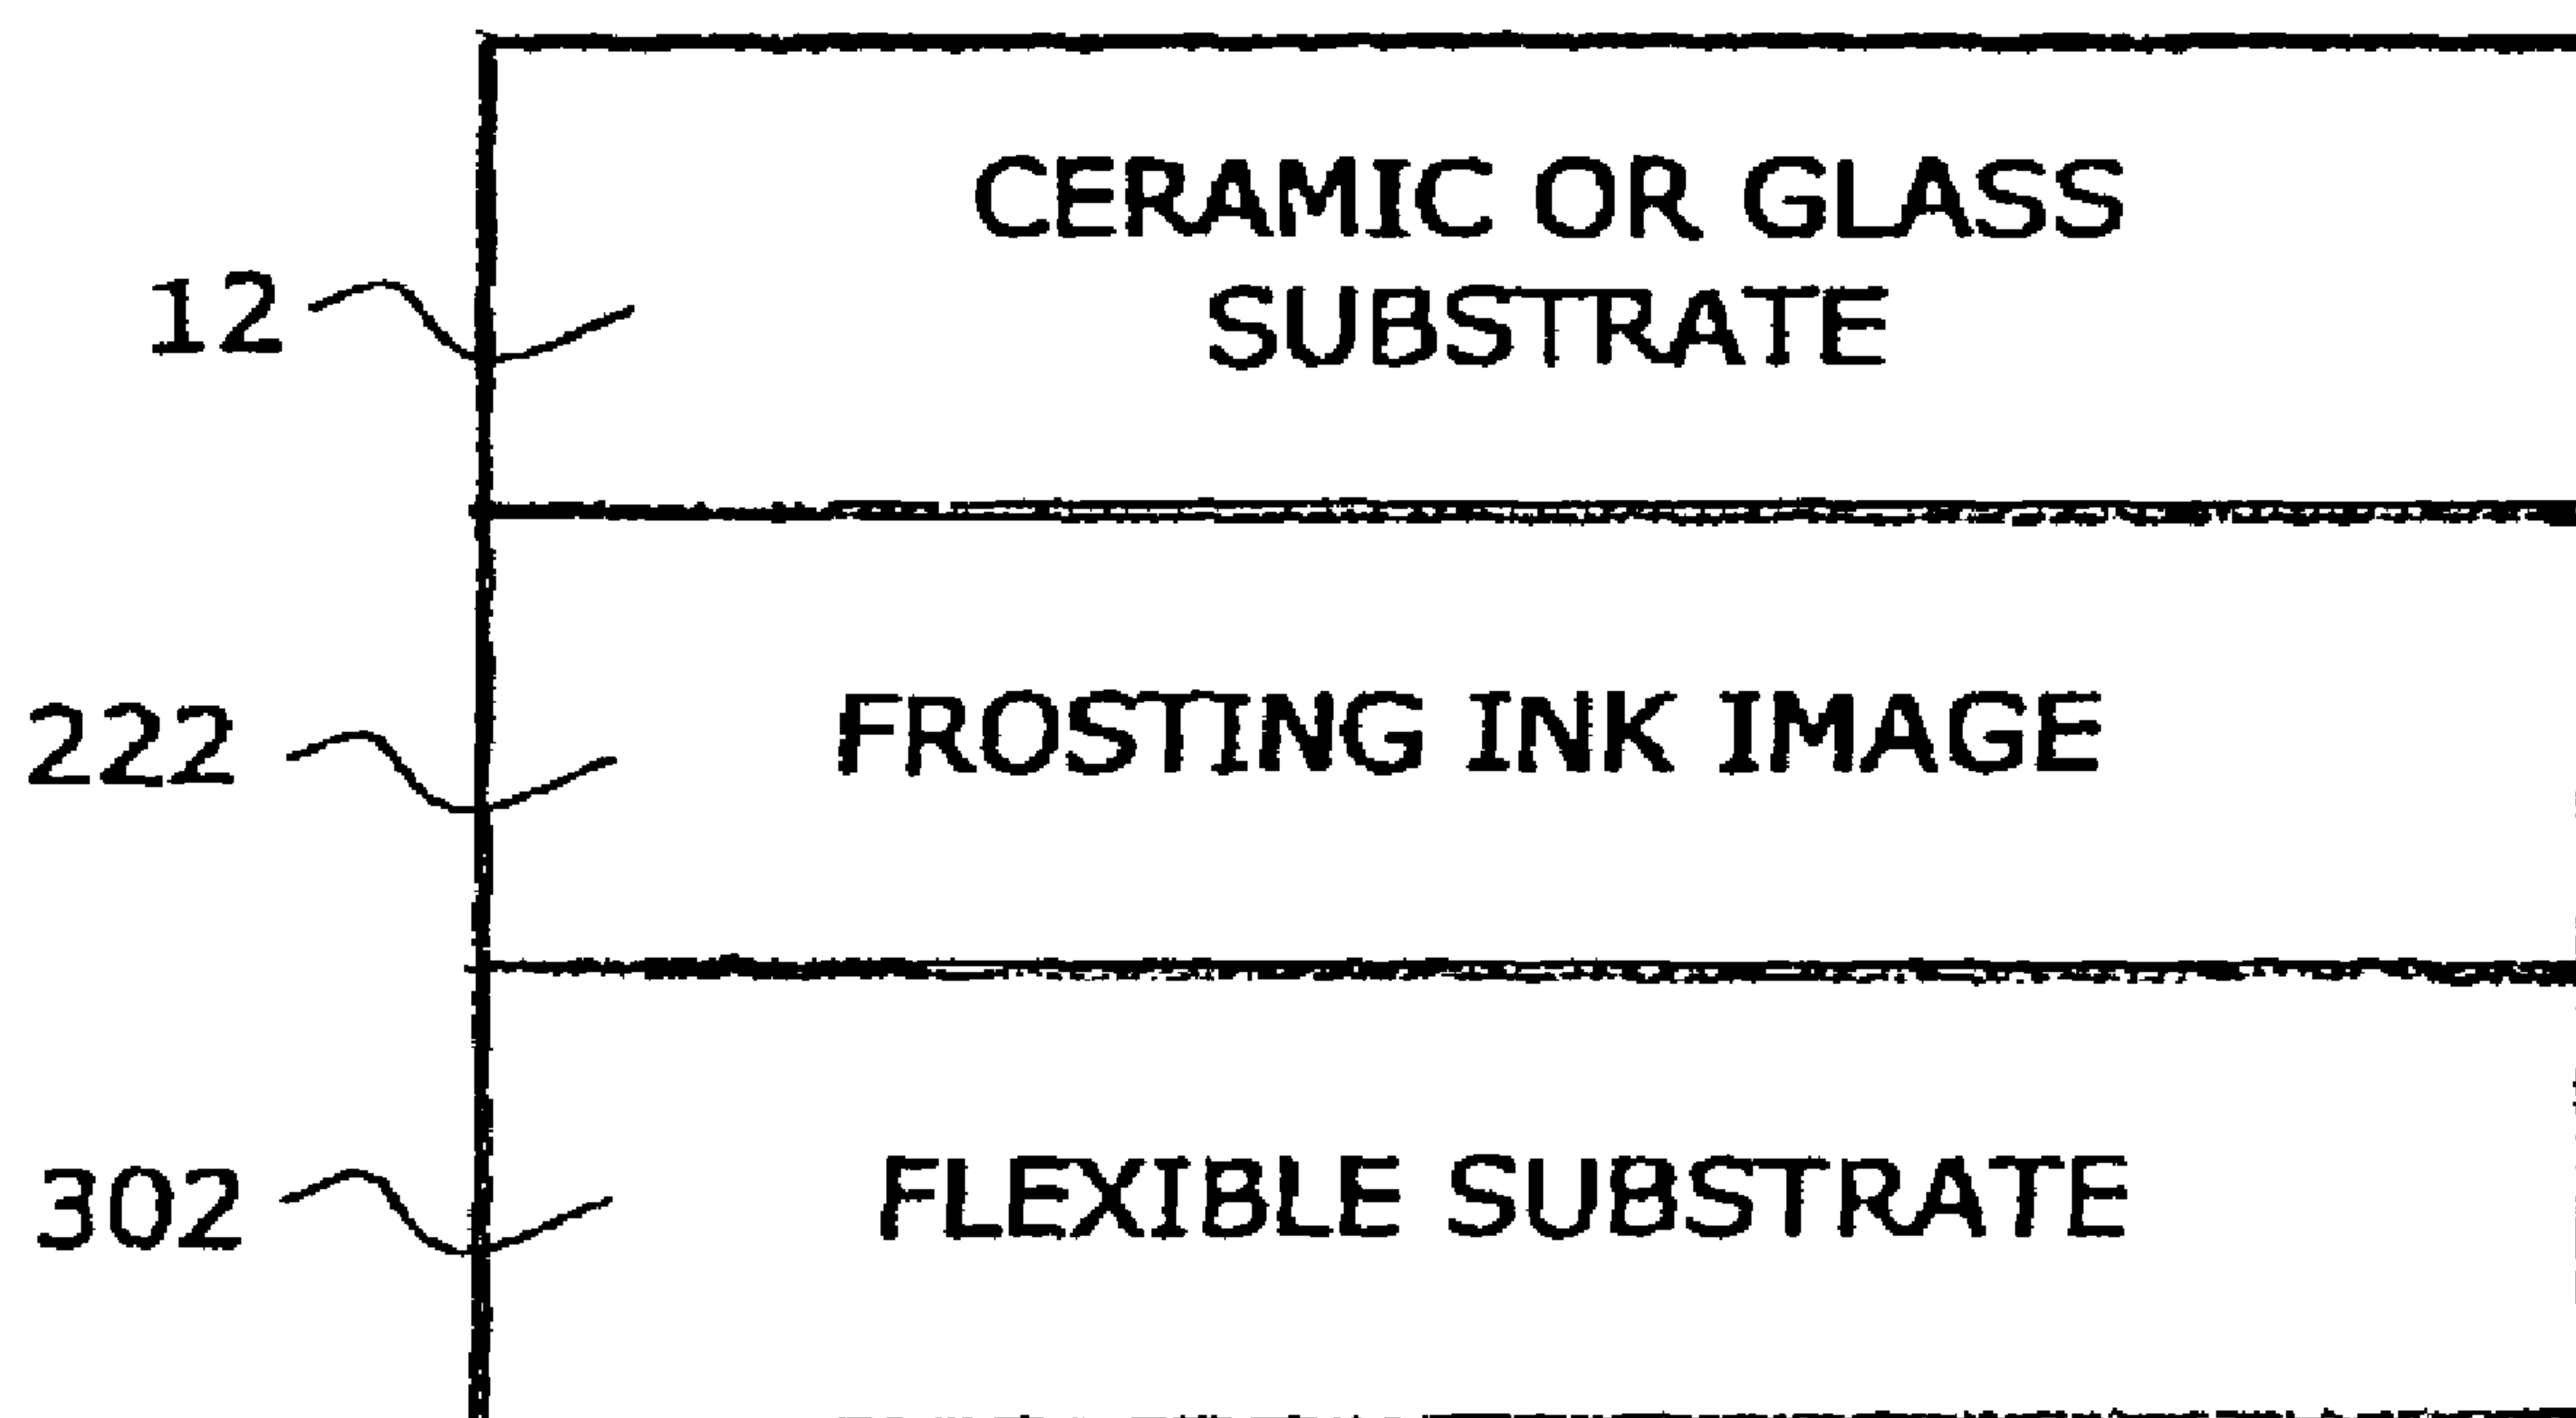 CERAMIC OR GLASS
12 SUBSTRATE
222 FROSTING INK IMAGE
302 FLEXIBLE SUBSTRATE